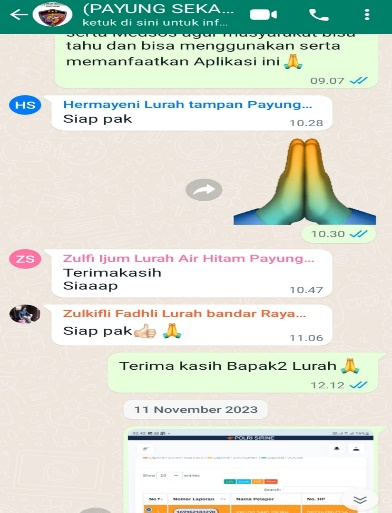 (PAYUNG SEKA...
ketuk di sini untuk inf...
serta Medsos agar masyarakat bisa
tahu dan bisa menggunakan serta
memanfaatkan Aplikasi ini 🙏
09.07
HS
Hermayeni Lurah tampan Payung...
Siap pak
10.28
10.30
ZS
Zulfi Ijum Lurah Air Hitam Payung...
Terimakasih
Siaaap
10.47
Zulkifli Fadhli Lurah bandar Raya...
Siap pak👍🏻 🙏🏻
11.06
Terima kasih Bapak2 Lurah 🙏
12.12
11 November 2023
POLRI SIRINE
Show 10 entries
Search:
No Nomor Laporan Nama Pelapor No. HP